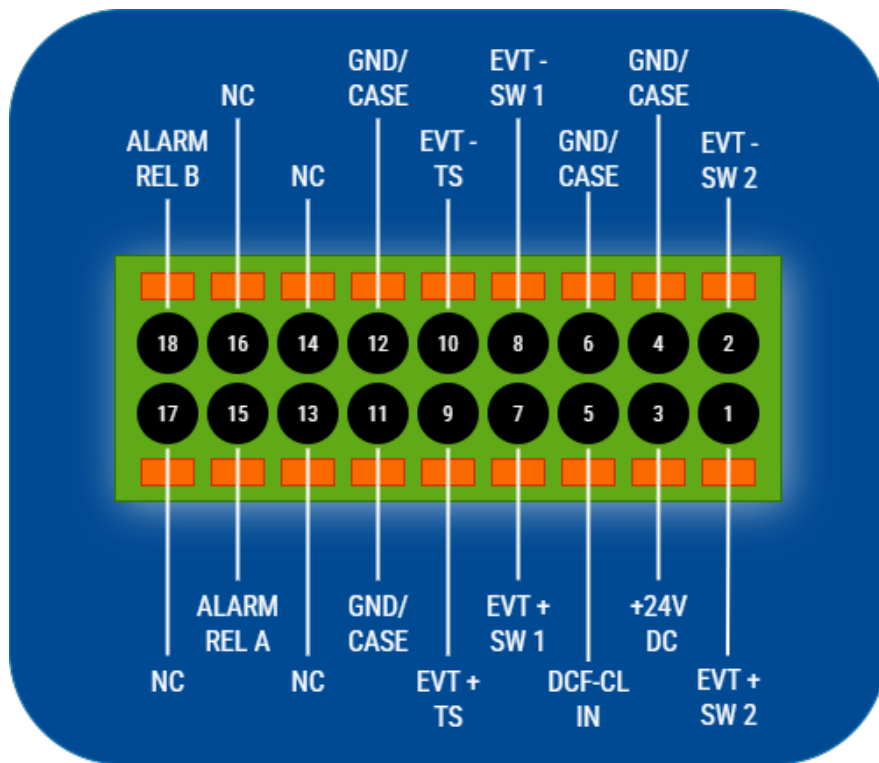 GND/
CASE
EVT -
SW 1
GND/
CASE
NC
ALARM
REL B
NC
EVT -
TS
GND/
CASE
EVT -
SW 2
18 16 14 12 10 8 6 4 2
17 15 13 11 9 7 5 3 1
ALARM
REL A
GND/
CASE
EVT +
SW 1
+24V
DC
NC
NC
EVT +
TS
DCF-CL
IN
EVT +
SW 2